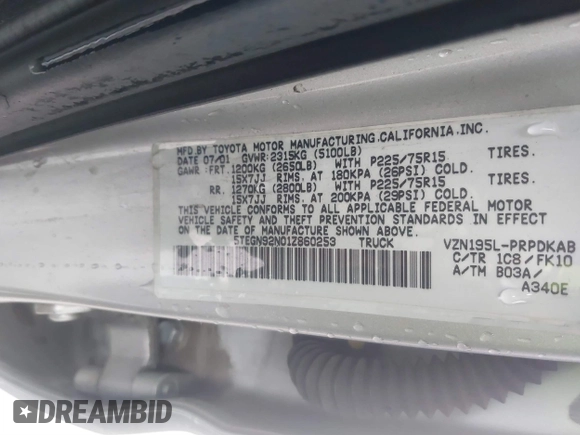 MFD.BY TOYOTA MOTOR MANUFACTURING.CALIFORNIA.INC.
DATE 07/01 GVWR:2315KG (5100LB)
GAWR:FRT.1200KG (2650LB) WITH P225/75R15 TIRES.
15X7JJ RIMS. AT 180KPA (26PSI) COLD.
RR. 1270KG (2800LB) WITH P225/75R15 TIRES.
15X7JJ RIMS. AT 200KPA (29PSI) COLD.
THIS VEHICLE CONFORMS TO ALL APPLICABLE FEDERAL MOTOR
VEHICLE SAFETY STANDARDS IN EFFECT ON THE DATE OF
MANUFACTURE SHOWN ABOVE.
5TEGN92N01Z860253 TRUCK VZN195L-PRPDKAB
C/TR 1C8/FK10
A/TM B03A/
A340E
DREAMBID